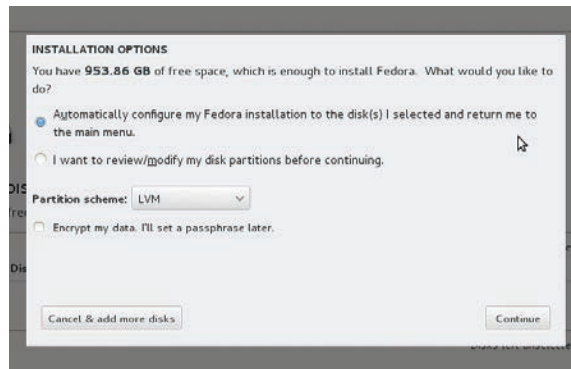 INSTALLATION OPTIONS
You have 953.86 GB of free space, which is enough to install Fedora. What would you like to
do?
Automatically configure my Fedora installation to the disk(s) I selected and return me to
the main menu.
I want to review/modify my disk partitions before continuing.
Partition scheme: LVM
Encrypt my data. I'll set a passphrase later.
Cancel & add more disks
Continue